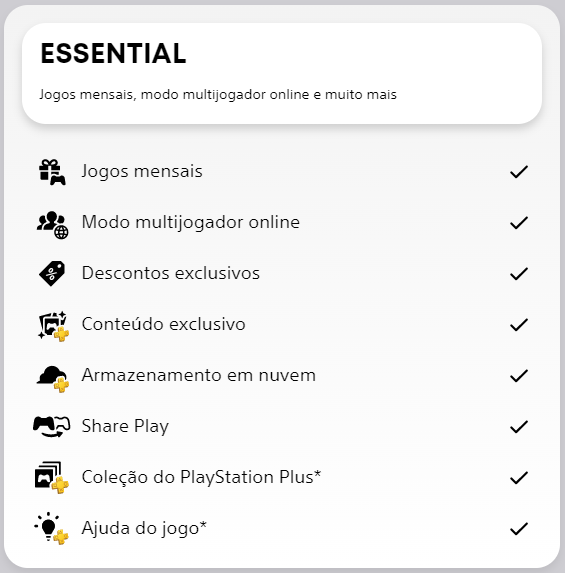 ESSENTIAL
Jogos mensais, modo multijogador online e muito mais
Jogos mensais
Modo multijogador online
Descontos exclusivos
Conteúdo exclusivo
Armazenamento em nuvem
Share Play
Coleção do PlayStation Plus*
Ajuda do jogo*